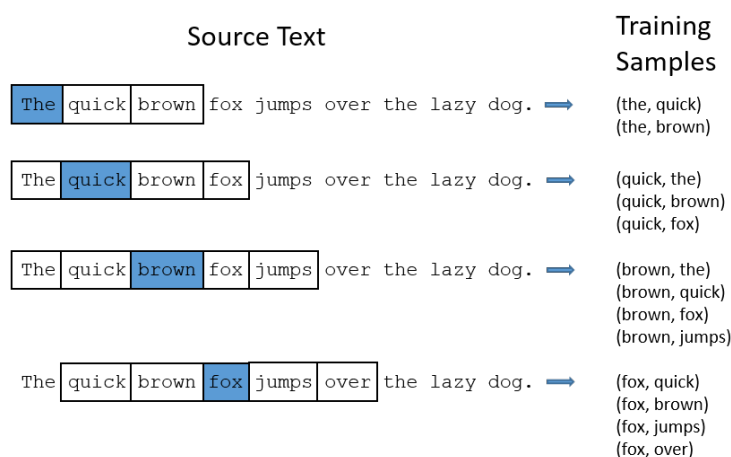 Source Text
Training
Samples
The quick brown fox jumps over the lazy dog.
(the, quick)
(the, brown)
The quick brown fox jumps over the lazy dog.
(quick, the)
(quick, brown)
(quick, fox)
The quick brown fox jumps over the lazy dog.
(brown, the)
(brown, quick)
(brown, fox)
(brown, jumps)
The quick brown fox jumps over the lazy dog.
(fox, quick)
(fox, brown)
(fox, jumps)
(fox, over)